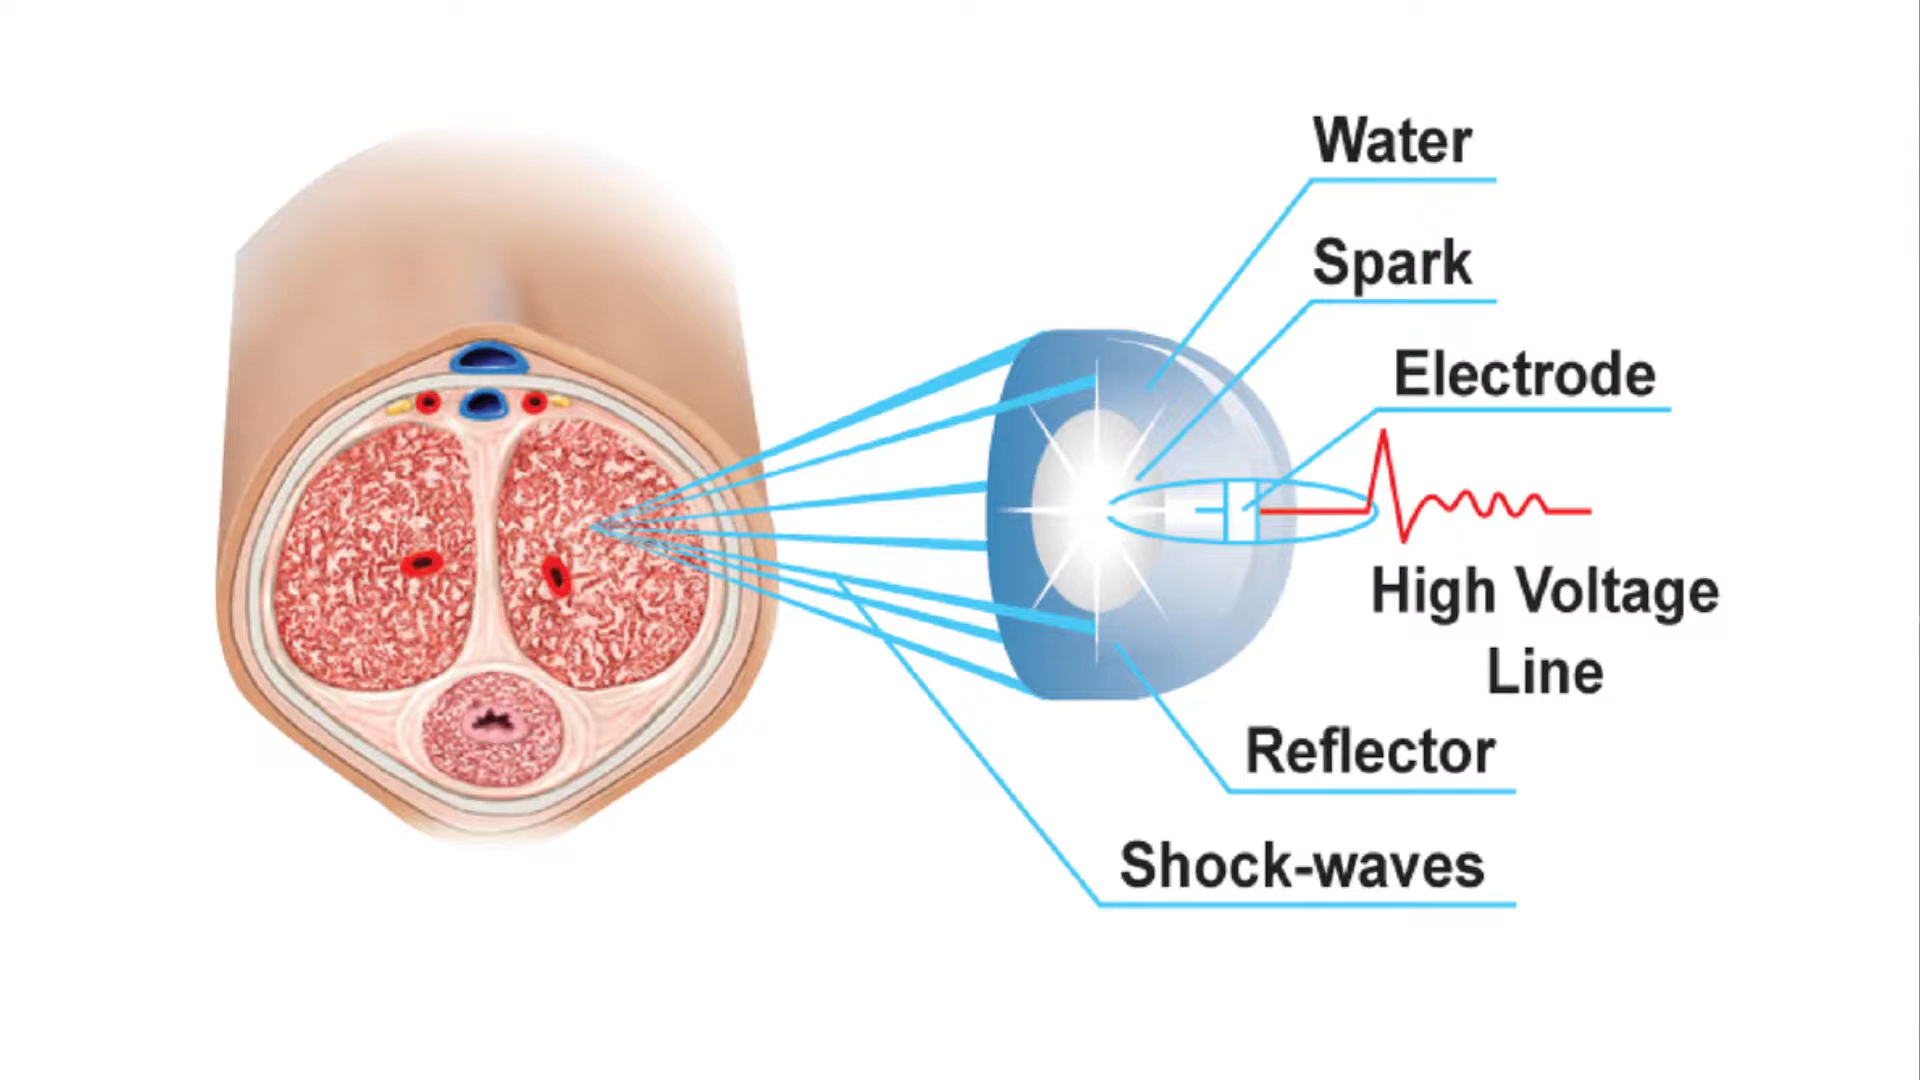 Water
Spark
Electrode
High Voltage
Line
Reflector
Shock-waves